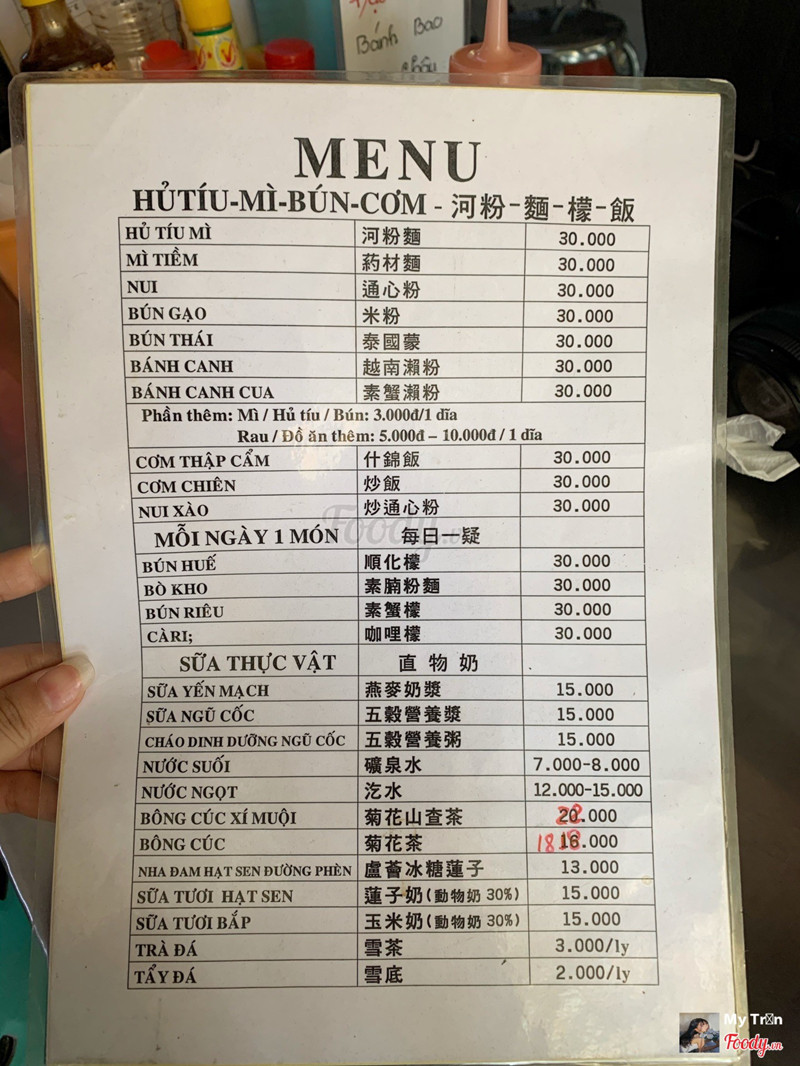 Bánh Bao
MENU
HỦTÍU-MÌ-BÚN-CƠM - 河粉-麵-檬-飯
HỦ TÍU MÌ 河粉麵 30.000
MÌ TIỀM 葯材麵 30.000
NUI 通心粉 30.000
BÚN GẠO 米粉 30.000
BÚN THÁI 泰國蒙 30.000
BÁNH CANH 越南瀨粉 30.000
BÁNH CANH CUA 素蟹瀨粉 30.000
Phần thêm: Mì / Hủ tíu / Bún: 3.000đ/1 dĩa
Rau / Đồ ăn thêm: 5.000đ – 10.000đ / 1 dĩa
CƠM THẬP CẨM 什錦飯 30.000
CƠM CHIÊN 炒飯 30.000
NUI XÀO 炒通心粉 30.000
MỖI NGÀY 1 MÓN 每日一疑
BÚN HUẾ 順化檬 30.000
BÒ KHO 素腩粉麵 30.000
BÚN RIÊU 素蟹檬 30.000
CÀRI; 咖哩檬 30.000
SỮA THỰC VẬT 直物奶
SỮA YẾN MẠCH 燕麥奶漿 15.000
SỮA NGŨ CỐC 五穀營養漿 15.000
CHÁO DINH DƯỠNG NGŨ CỐC 五穀營養粥 15.000
NƯỚC SUỐI 礦泉水 7.000-8.000
NƯỚC NGỌT 汔水 12.000-15.000
BÔNG CÚC XÍ MUỘI 菊花山查茶 .000
BÔNG CÚC 菊花茶 18 .000
NHA ĐAM HẠT SEN ĐƯỜNG PHÈN 盧薈冰糖蓮子 13.000
SỮA TƯƠI HẠT SEN 蓮子奶(動物奶 30%) 15.000
SỮA TƯƠI BẮP 玉米奶(動物奶 30%) 15.000
TRÀ ĐÁ 雪茶 3.000/ly
TẨY ĐÁ 雪底 2.000/ly
Foody.vn
My Tr n
Foody.vn